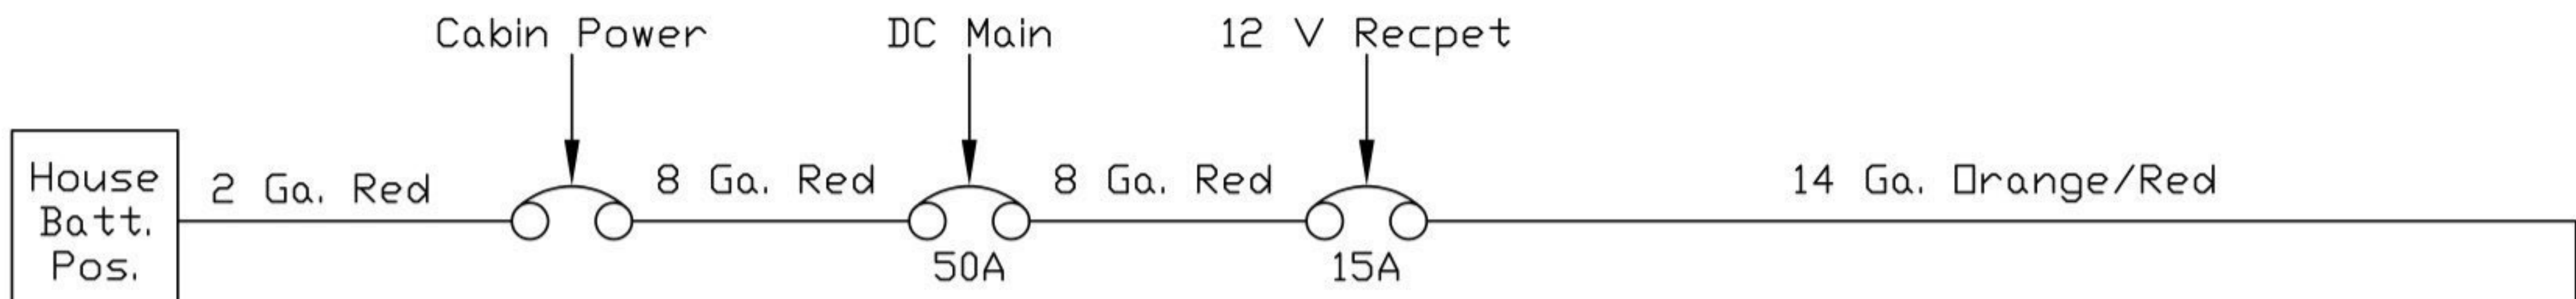 Cabin Power
DC Main
12 V Recpet
House
Batt.
Pos.
2 Ga. Red
8 Ga. Red
8 Ga. Red
14 Ga. Orange/Red
50A
15A